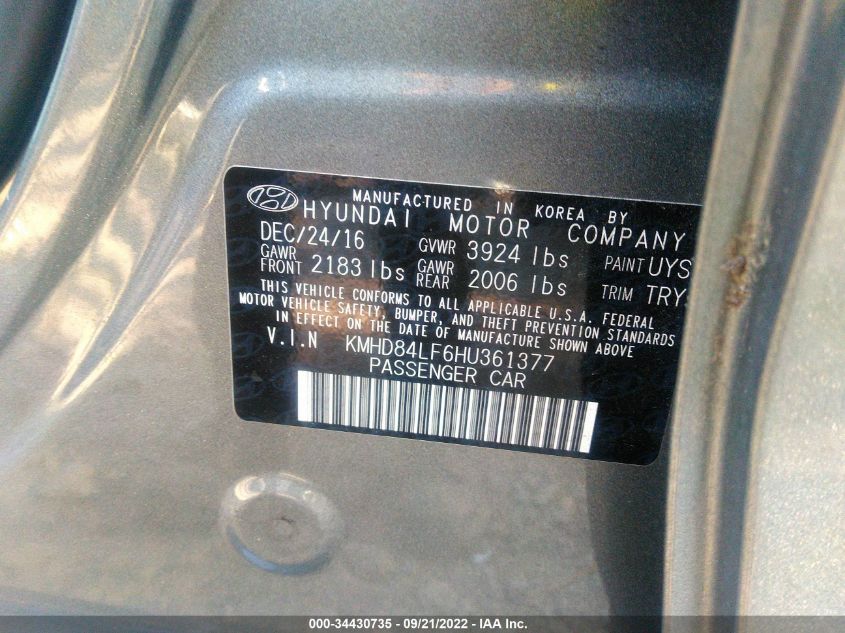 MANUFACTURED IN KOREA BY
HYUNDAI MOTOR COMPANY
DEC/24/16 GVWR 3924 lbs PAINT UYS
GAWR FRONT 2183 lbs GAWR REAR 2006 lbs TRIM TRY
THIS VEHICLE CONFORMS TO ALL APPLICABLE U.S.A. FEDERAL
MOTOR VEHICLE SAFETY, BUMPER, AND THEFT PREVENTION STANDARDS
IN EFFECT ON THE DATE OF MANUFACTURE SHOWN ABOVE
V.I.N KMHD84LF6HU361377
PASSENGER CAR
000-34430735 - 09/21/2022 - IAA Inc.